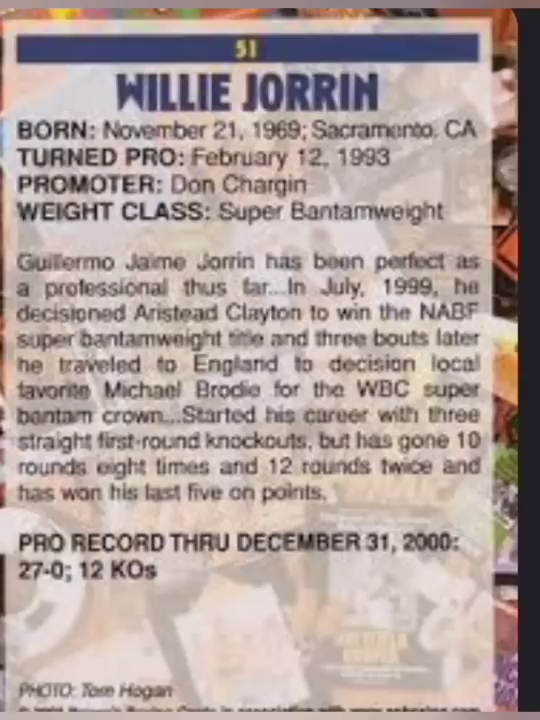 51
WILLIE JORRIN
BORN: November 21, 1969; Sacramento, CA
TURNED PRO: February 12, 1993
PROMOTER: Don Chargin
WEIGHT CLASS: Super Bantamweight
Guillermo Jaime Jorrin has been perfect as
a professional thus far...In July, 1999, he
decisioned Aristead Clayton to win the NABF
super bantamweight title and three bouts later
he traveled to England to decision local
favorite Michael Brodie for the WBC super
bantam crown...Started his career with three
straight first-round knockouts, but has gone 10
rounds eight times and 12 rounds twice and
has won his last five on points.
PRO RECORD THRU DECEMBER 31, 2000:
27-0; 12 KOs
PHOTO: Tom Hogan